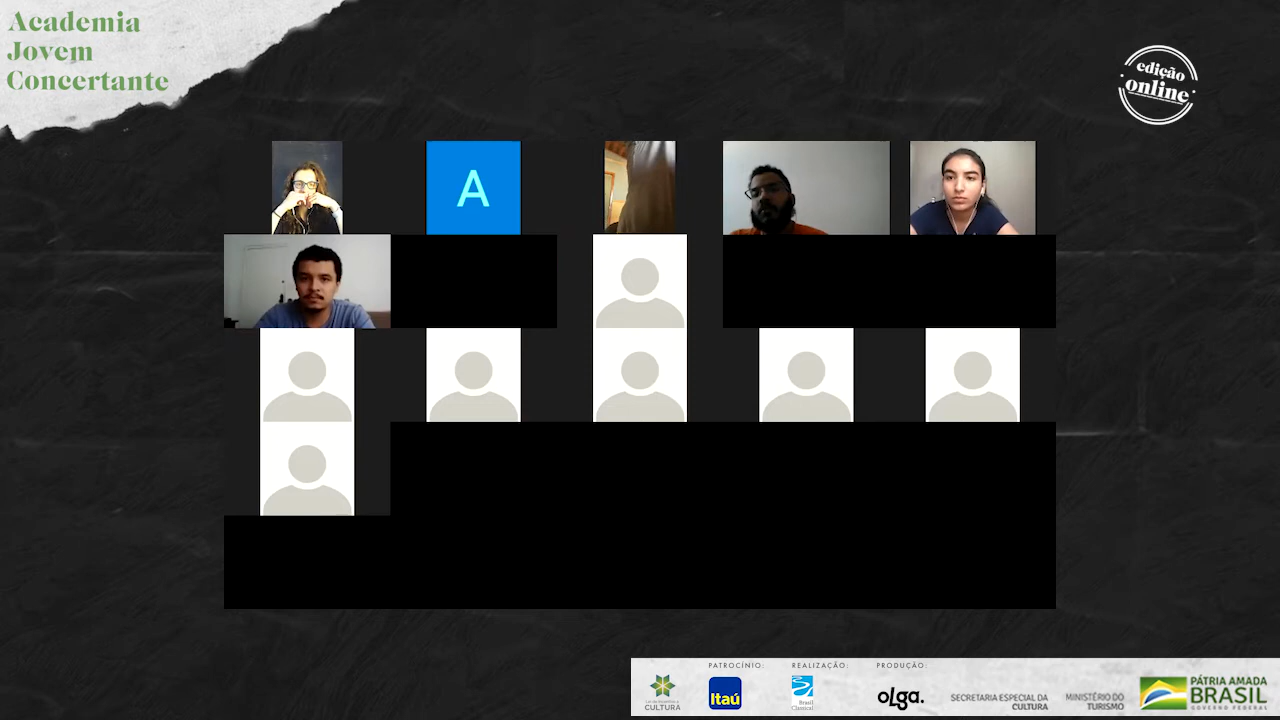 Academia
Jovem
Concertante
edição
online
A
PATROCÍNIO:
REALIZAÇÃO:
PRODUÇÃO:
CULTURA
Itaú
Brasil
Classical
olga.
SECRETARIA ESPECIAL DA
CULTURA
MINISTÉRIO DO
TURISMO
PÁTRIA AMADA
BRASIL
GOVERNO FEDERAL